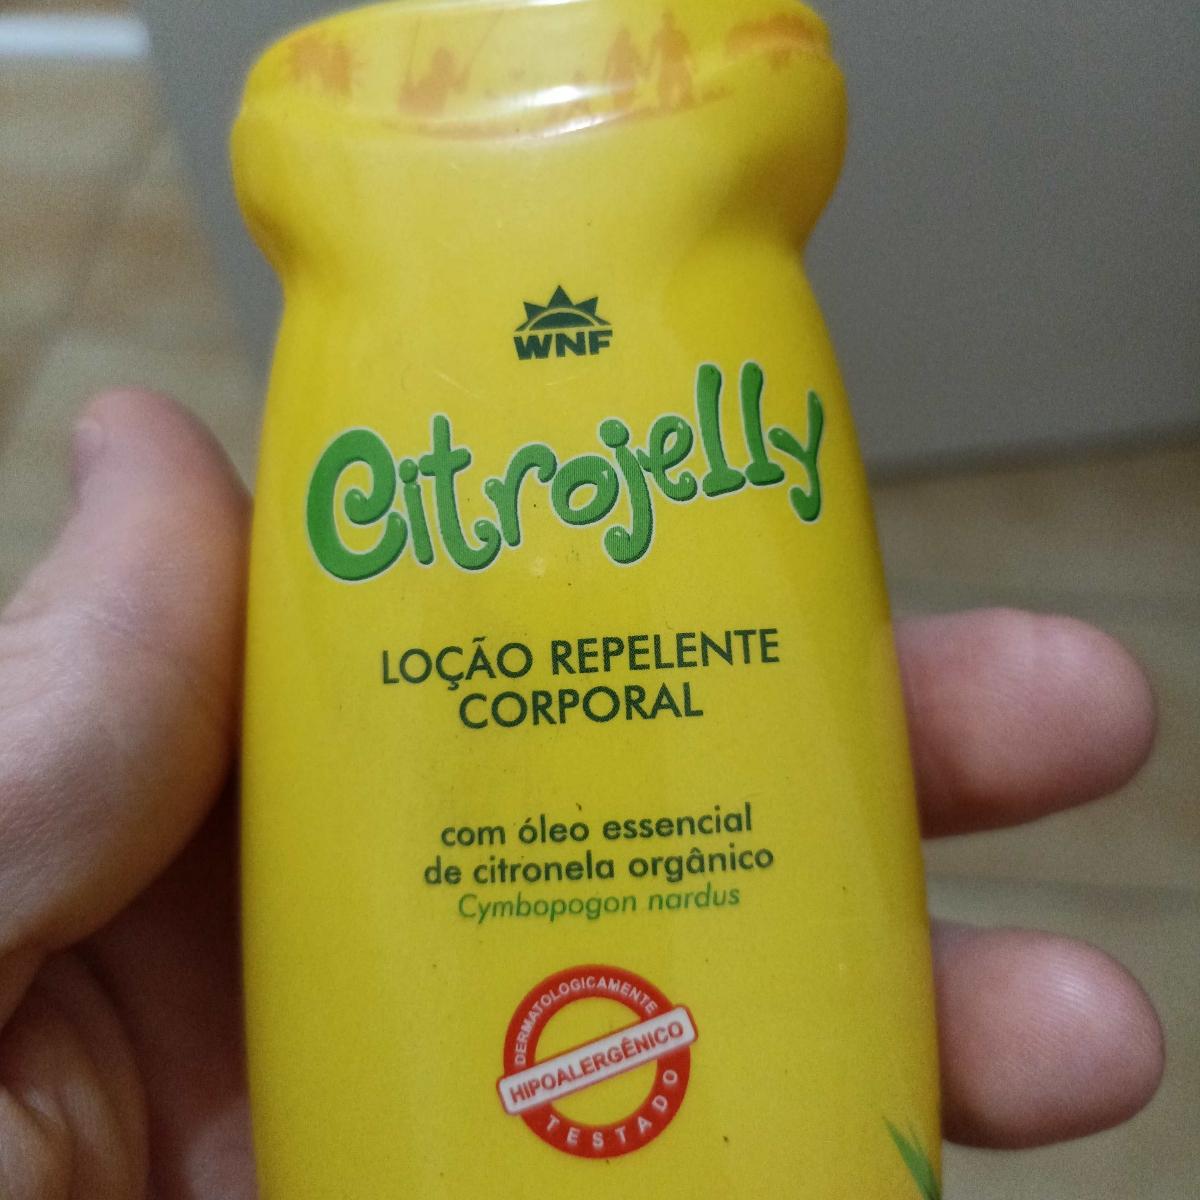 WNF
Citrojelly
LOÇÃO REPELENTE
CORPORAL
com óleo essencial
de citronela orgânico
Cymbopogon nardus
DERMATOLOGICAMENTE
HIPOALERGÊNICO
TESTADO